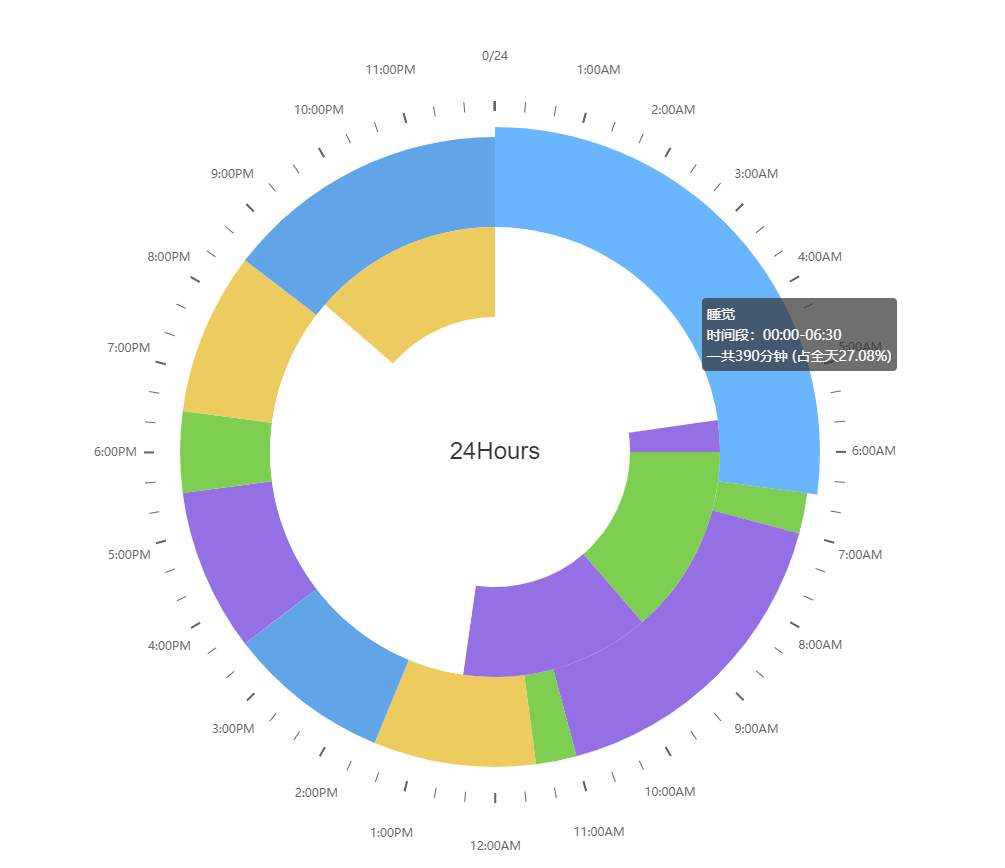 0/24
11:00PM
1:00AM
10:00PM
2:00AM
9:00PM
3:00AM
8:00PM
4:00AM
睡觉
时间段：00:00-06:30
一共390分钟 (占全天27.08%)
7:00PM
5:00AM
24Hours
6:00PM
6:00AM
5:00PM
7:00AM
4:00PM
8:00AM
3:00PM
9:00AM
2:00PM
10:00AM
1:00PM
11:00AM
12:00AM